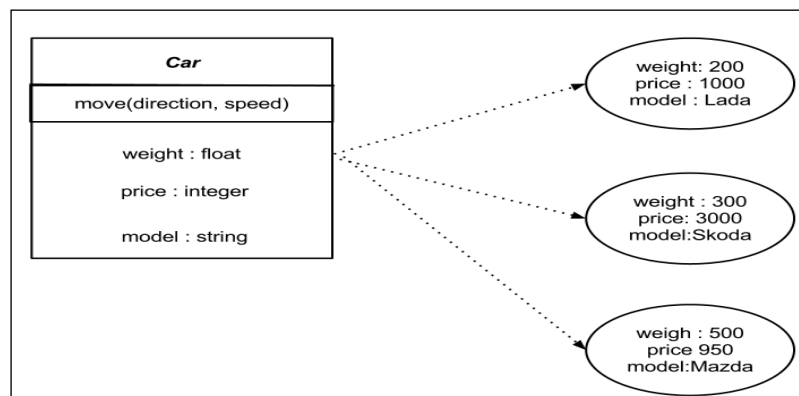 Car
move(direction, speed)
weight : float
price : integer
model : string
weight: 200
price : 1000
model : Lada
weight : 300
price: 3000
model:Skoda
weigh : 500
price 950
model:Mazda